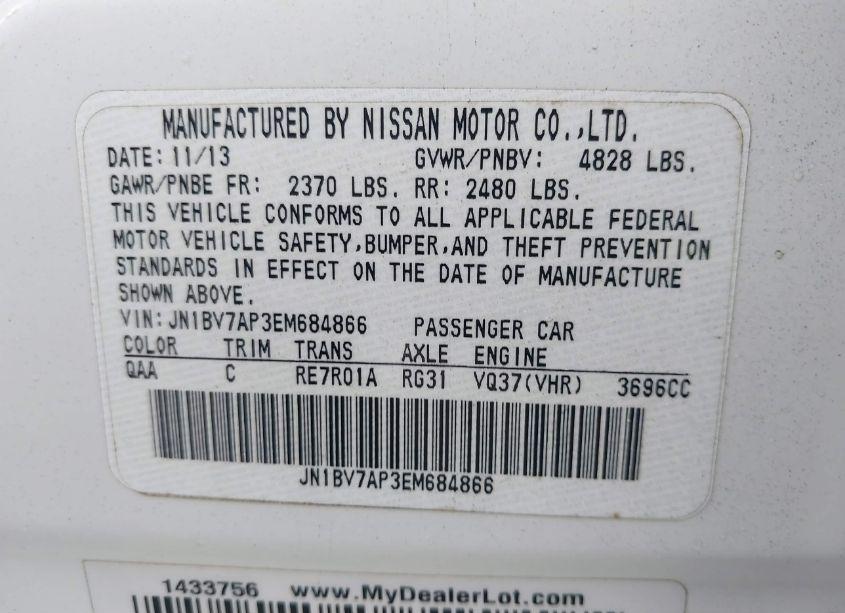 MANUFACTURED BY NISSAN MOTOR CO.,LTD.
DATE: 11/13 GVWR/PNBV: 4828 LBS.
GAWR/PNBE FR: 2370 LBS. RR: 2480 LBS.
THIS VEHICLE CONFORMS TO ALL APPLICABLE FEDERAL
MOTOR VEHICLE SAFETY,BUMPER,AND THEFT PREVENTION
STANDARDS IN EFFECT ON THE DATE OF MANUFACTURE
SHOWN ABOVE.
VIN: JN1BV7AP3EM684866 PASSENGER CAR
COLOR TRIM TRANS AXLE ENGINE
QAA C RE7R01A RG31 VQ37(VHR) 3696CC
JN1BV7AP3EM684866
1433756 www.MyDealerLot.com